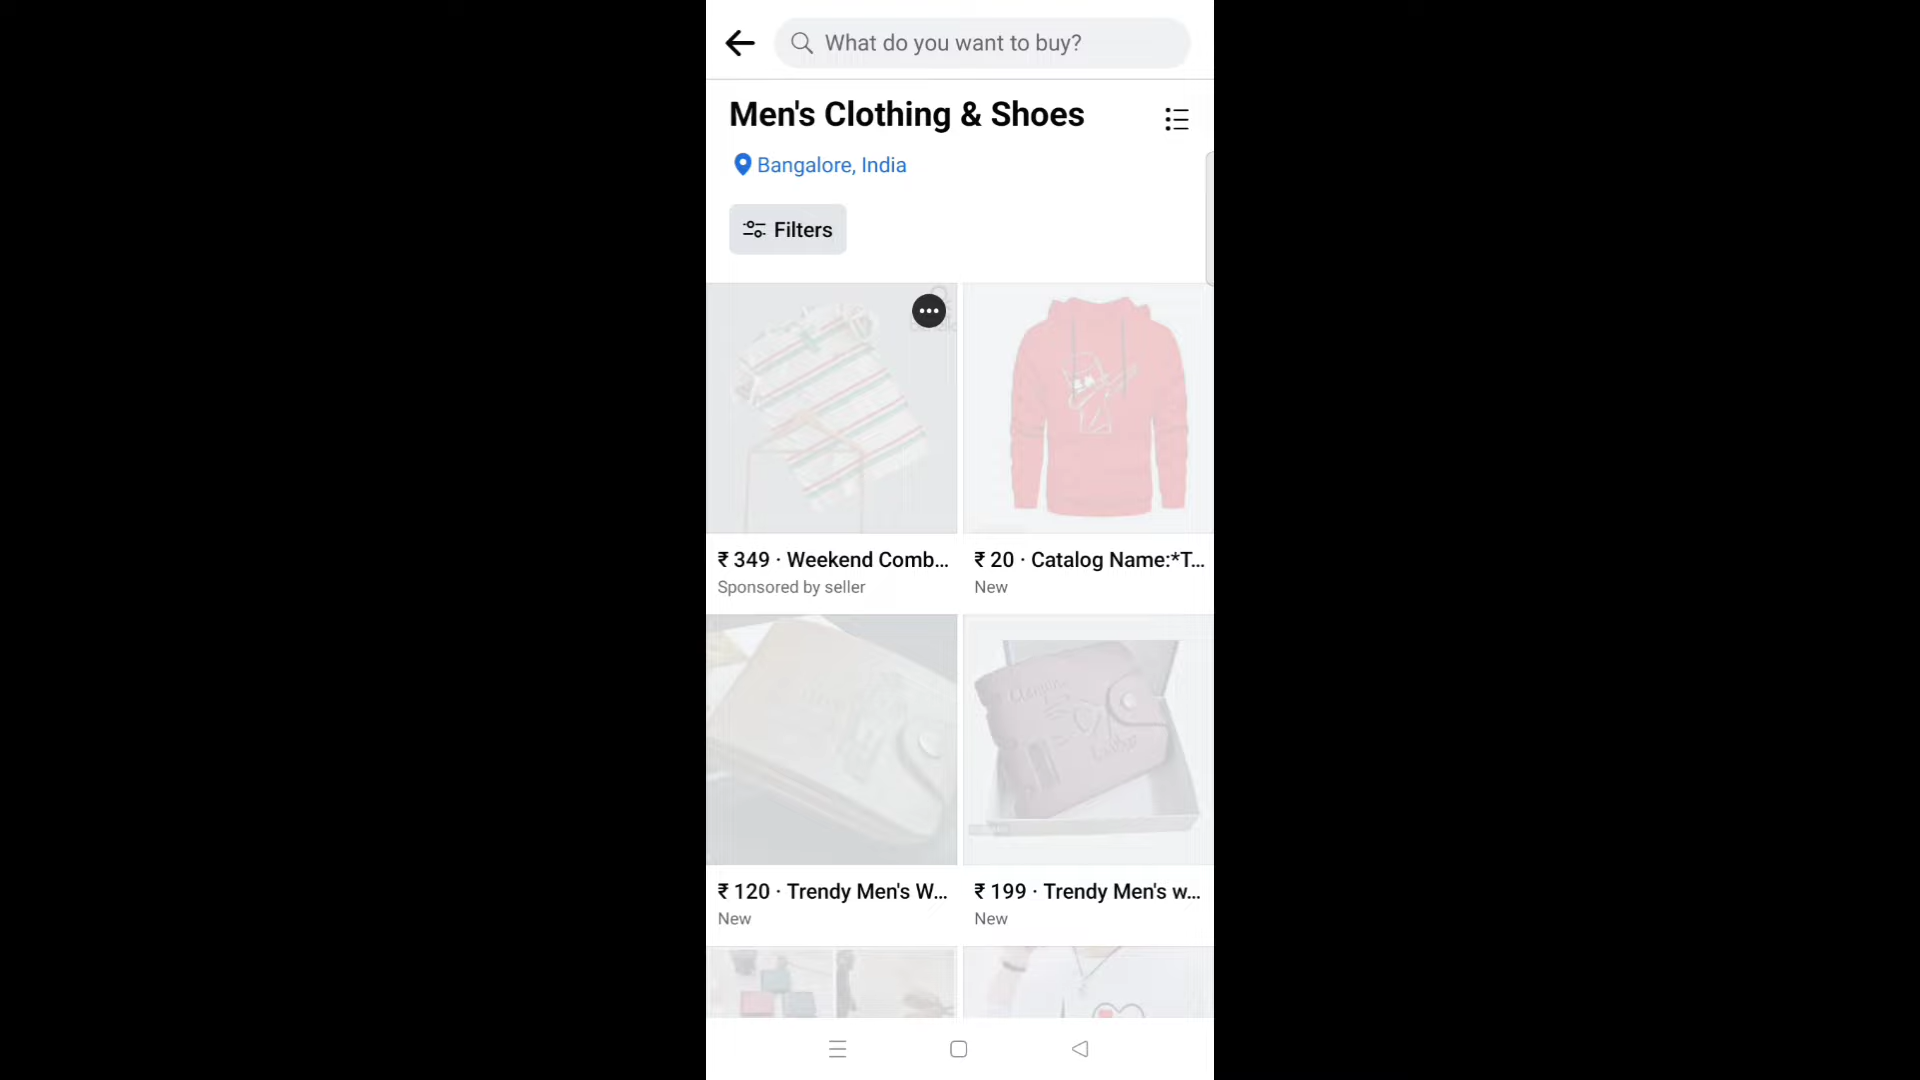 What do you want to buy?
Men's Clothing & Shoes
Bangalore, India
Filters
₹ 349 · Weekend Comb...
Sponsored by seller
₹ 20 · Catalog Name:*T...
New
₹ 120 · Trendy Men's W...
New
₹ 199 · Trendy Men's w...
New